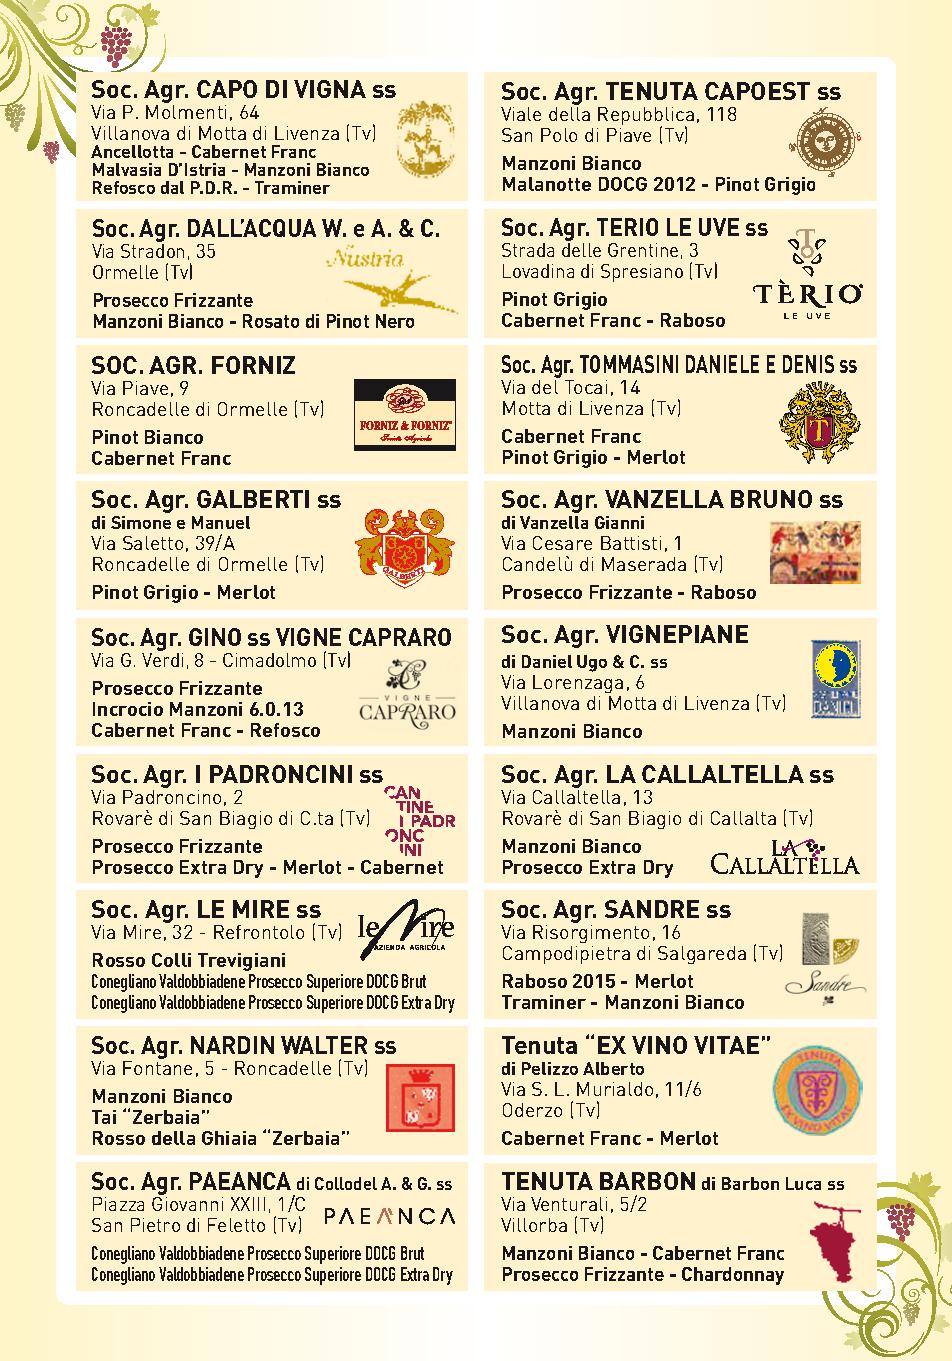 Soc. Agr. CAPO DI VIGNA ss
Via P. Molmenti, 64
Villanova di Motta di Livenza (Tv)
Ancellotta - Cabernet Franc
Malvasia D'Istria - Manzoni Bianco
Refosco dal P.D.R. - Traminer
Soc. Agr. DALL'ACQUA W. e A. & C.
Via Stradon, 35
Ormelle (Tv)
Nustria
Prosecco Frizzante
Manzoni Bianco - Rosato di Pinot Nero
SOC. AGR. FORNIZ
Via Piave, 9
Roncadelle di Ormelle (Tv)
Pinot Bianco
Cabernet Franc
FORNIZ & FORNIZ
Società Agricola
Soc. Agr. GALBERTI ss
di Simone e Manuel
Via Saletto, 39/A
Roncadelle di Ormelle (Tv)
Pinot Grigio - Merlot
GALBERTI
Soc. Agr. GINO ss VIGNE CAPRARO
Via G. Verdi, 8 - Cimadolmo (Tv)
Prosecco Frizzante
Incrocio Manzoni 6.0.13
Cabernet Franc - Refosco
VIGNE
CAPRARO
Soc. Agr. I PADRONCINI ss
Via Padroncino, 2
Rovarè di San Biagio di C.ta (Tv)
Prosecco Frizzante
Prosecco Extra Dry - Merlot - Cabernet
CAN
TINE
I PADR
ONC
INI
Soc. Agr. LE MIRE ss
Via Mire, 32 - Refrontolo (Tv)
Rosso Colli Trevigiani
Conegliano Valdobbiadene Prosecco Superiore DOCG Brut
Conegliano Valdobbiadene Prosecco Superiore DOCG Extra Dry
le Mire
AZIENDA AGRICOLA
Soc. Agr. NARDIN WALTER ss
Via Fontane, 5 - Roncadelle (Tv)
Manzoni Bianco
Tai “Zerbaia”
Rosso della Ghiaia “Zerbaia”
Soc. Agr. PAEANCA di Collodel A. & G. ss
Piazza Giovanni XXIII, 1/C
San Pietro di Feletto (Tv)
PAEANCA
Conegliano Valdobbiadene Prosecco Superiore DOCG Brut
Conegliano Valdobbiadene Prosecco Superiore DOCG Extra Dry
Soc. Agr. TENUTA CAPOEST ss
Viale della Repubblica, 118
San Polo di Piave (Tv)
Manzoni Bianco
Malanotte DOCG 2012 - Pinot Grigio
Soc. Agr. TERIO LE UVE ss
Strada delle Grentine, 3
Lovadina di Spresiano (Tv)
Pinot Grigio
Cabernet Franc - Raboso
TÈRIO
LE UVE
Soc. Agr. TOMMASINI DANIELE E DENIS ss
Via del Tocai, 14
Motta di Livenza (Tv)
Cabernet Franc
Pinot Grigio - Merlot
T
Soc. Agr. VANZELLA BRUNO ss
di Vanzella Gianni
Via Cesare Battisti, 1
Candelù di Maserada (Tv)
Prosecco Frizzante - Raboso
Soc. Agr. VIGNEPIANE
di Daniel Ugo & C. ss
Via Lorenzaga, 6
Villanova di Motta di Livenza (Tv)
Manzoni Bianco
DANIEL
Soc. Agr. LA CALLALTELLA ss
Via Callaltella, 13
Rovarè di San Biagio di Callalta (Tv)
Manzoni Bianco
Prosecco Extra Dry
LA
CALLALTELLA
Soc. Agr. SANDRE ss
Via Risorgimento, 16
Campodipietra di Salgareda (Tv)
Raboso 2015 - Merlot
Traminer - Manzoni Bianco
Sandre
Tenuta “EX VINO VITAE”
di Pelizzo Alberto
Via S. L. Murialdo, 11/6
Oderzo (Tv)
Cabernet Franc - Merlot
TENUTA
EX VINO VITAE
TENUTA BARBON di Barbon Luca ss
Via Venturali, 5/2
Villorba (Tv)
Manzoni Bianco - Cabernet Franc
Prosecco Frizzante - Chardonnay